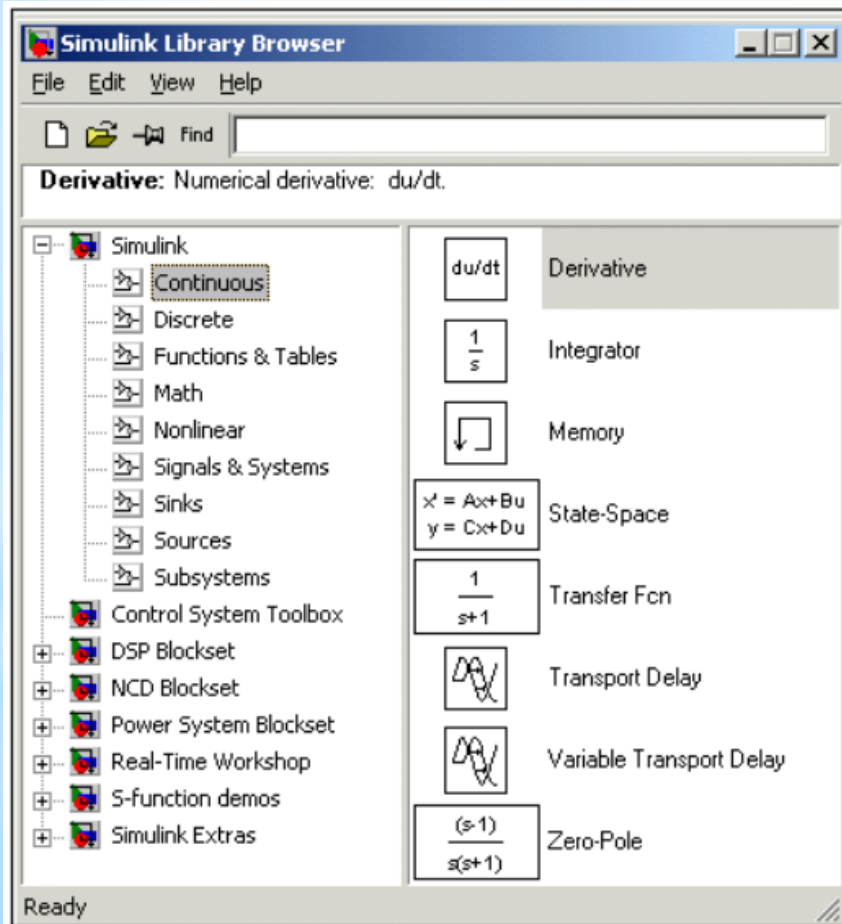 Simulink Library Browser
File Edit View Help
Find
Derivative: Numerical derivative: du/dt.
Simulink
Continuous
Discrete
Functions & Tables
Math
Nonlinear
Signals & Systems
Sinks
Sources
Subsystems
Control System Toolbox
DSP Blockset
NCD Blockset
Power System Blockset
Real-Time Workshop
S-function demos
Simulink Extras
du/dt Derivative
1
s
Integrator
Memory
x' = Ax+Bu
y = Cx+Du
State-Space
1
s+1
Transfer Fcn
Transport Delay
Variable Transport Delay
(s-1)
s(s+1)
Zero-Pole
Ready